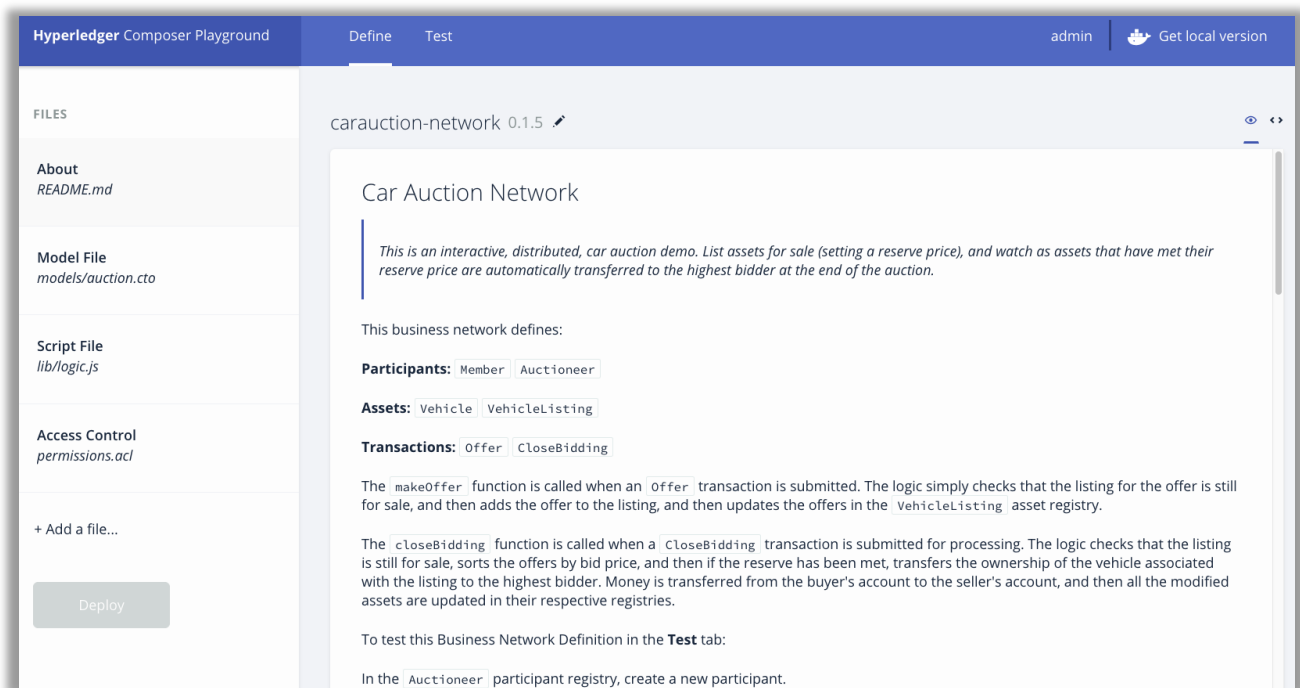 Hyperledger Composer Playground
Define
Test
admin
Get local version
FILES
About
README.md
Model File
models/auction.cto
Script File
lib/logic.js
Access Control
permissions.acl
+ Add a file...
Deploy
carauction-network 0.1.5
Car Auction Network
This is an interactive, distributed, car auction demo. List assets for sale (setting a reserve price), and watch as assets that have met their
reserve price are automatically transferred to the highest bidder at the end of the auction.
This business network defines:
Participants: Member Auctioneer
Assets: Vehicle VehicleListing
Transactions: Offer CloseBidding
The makeOffer function is called when an Offer transaction is submitted. The logic simply checks that the listing for the offer is still
for sale, and then adds the offer to the listing, and then updates the offers in the VehicleListing asset registry.
The closeBidding function is called when a CloseBidding transaction is submitted for processing. The logic checks that the listing
is still for sale, sorts the offers by bid price, and then if the reserve has been met, transfers the ownership of the vehicle associated
with the listing to the highest bidder. Money is transferred from the buyer's account to the seller's account, and then all the modified
assets are updated in their respective registries.
To test this Business Network Definition in the Test tab:
In the Auctioneer participant registry, create a new participant.